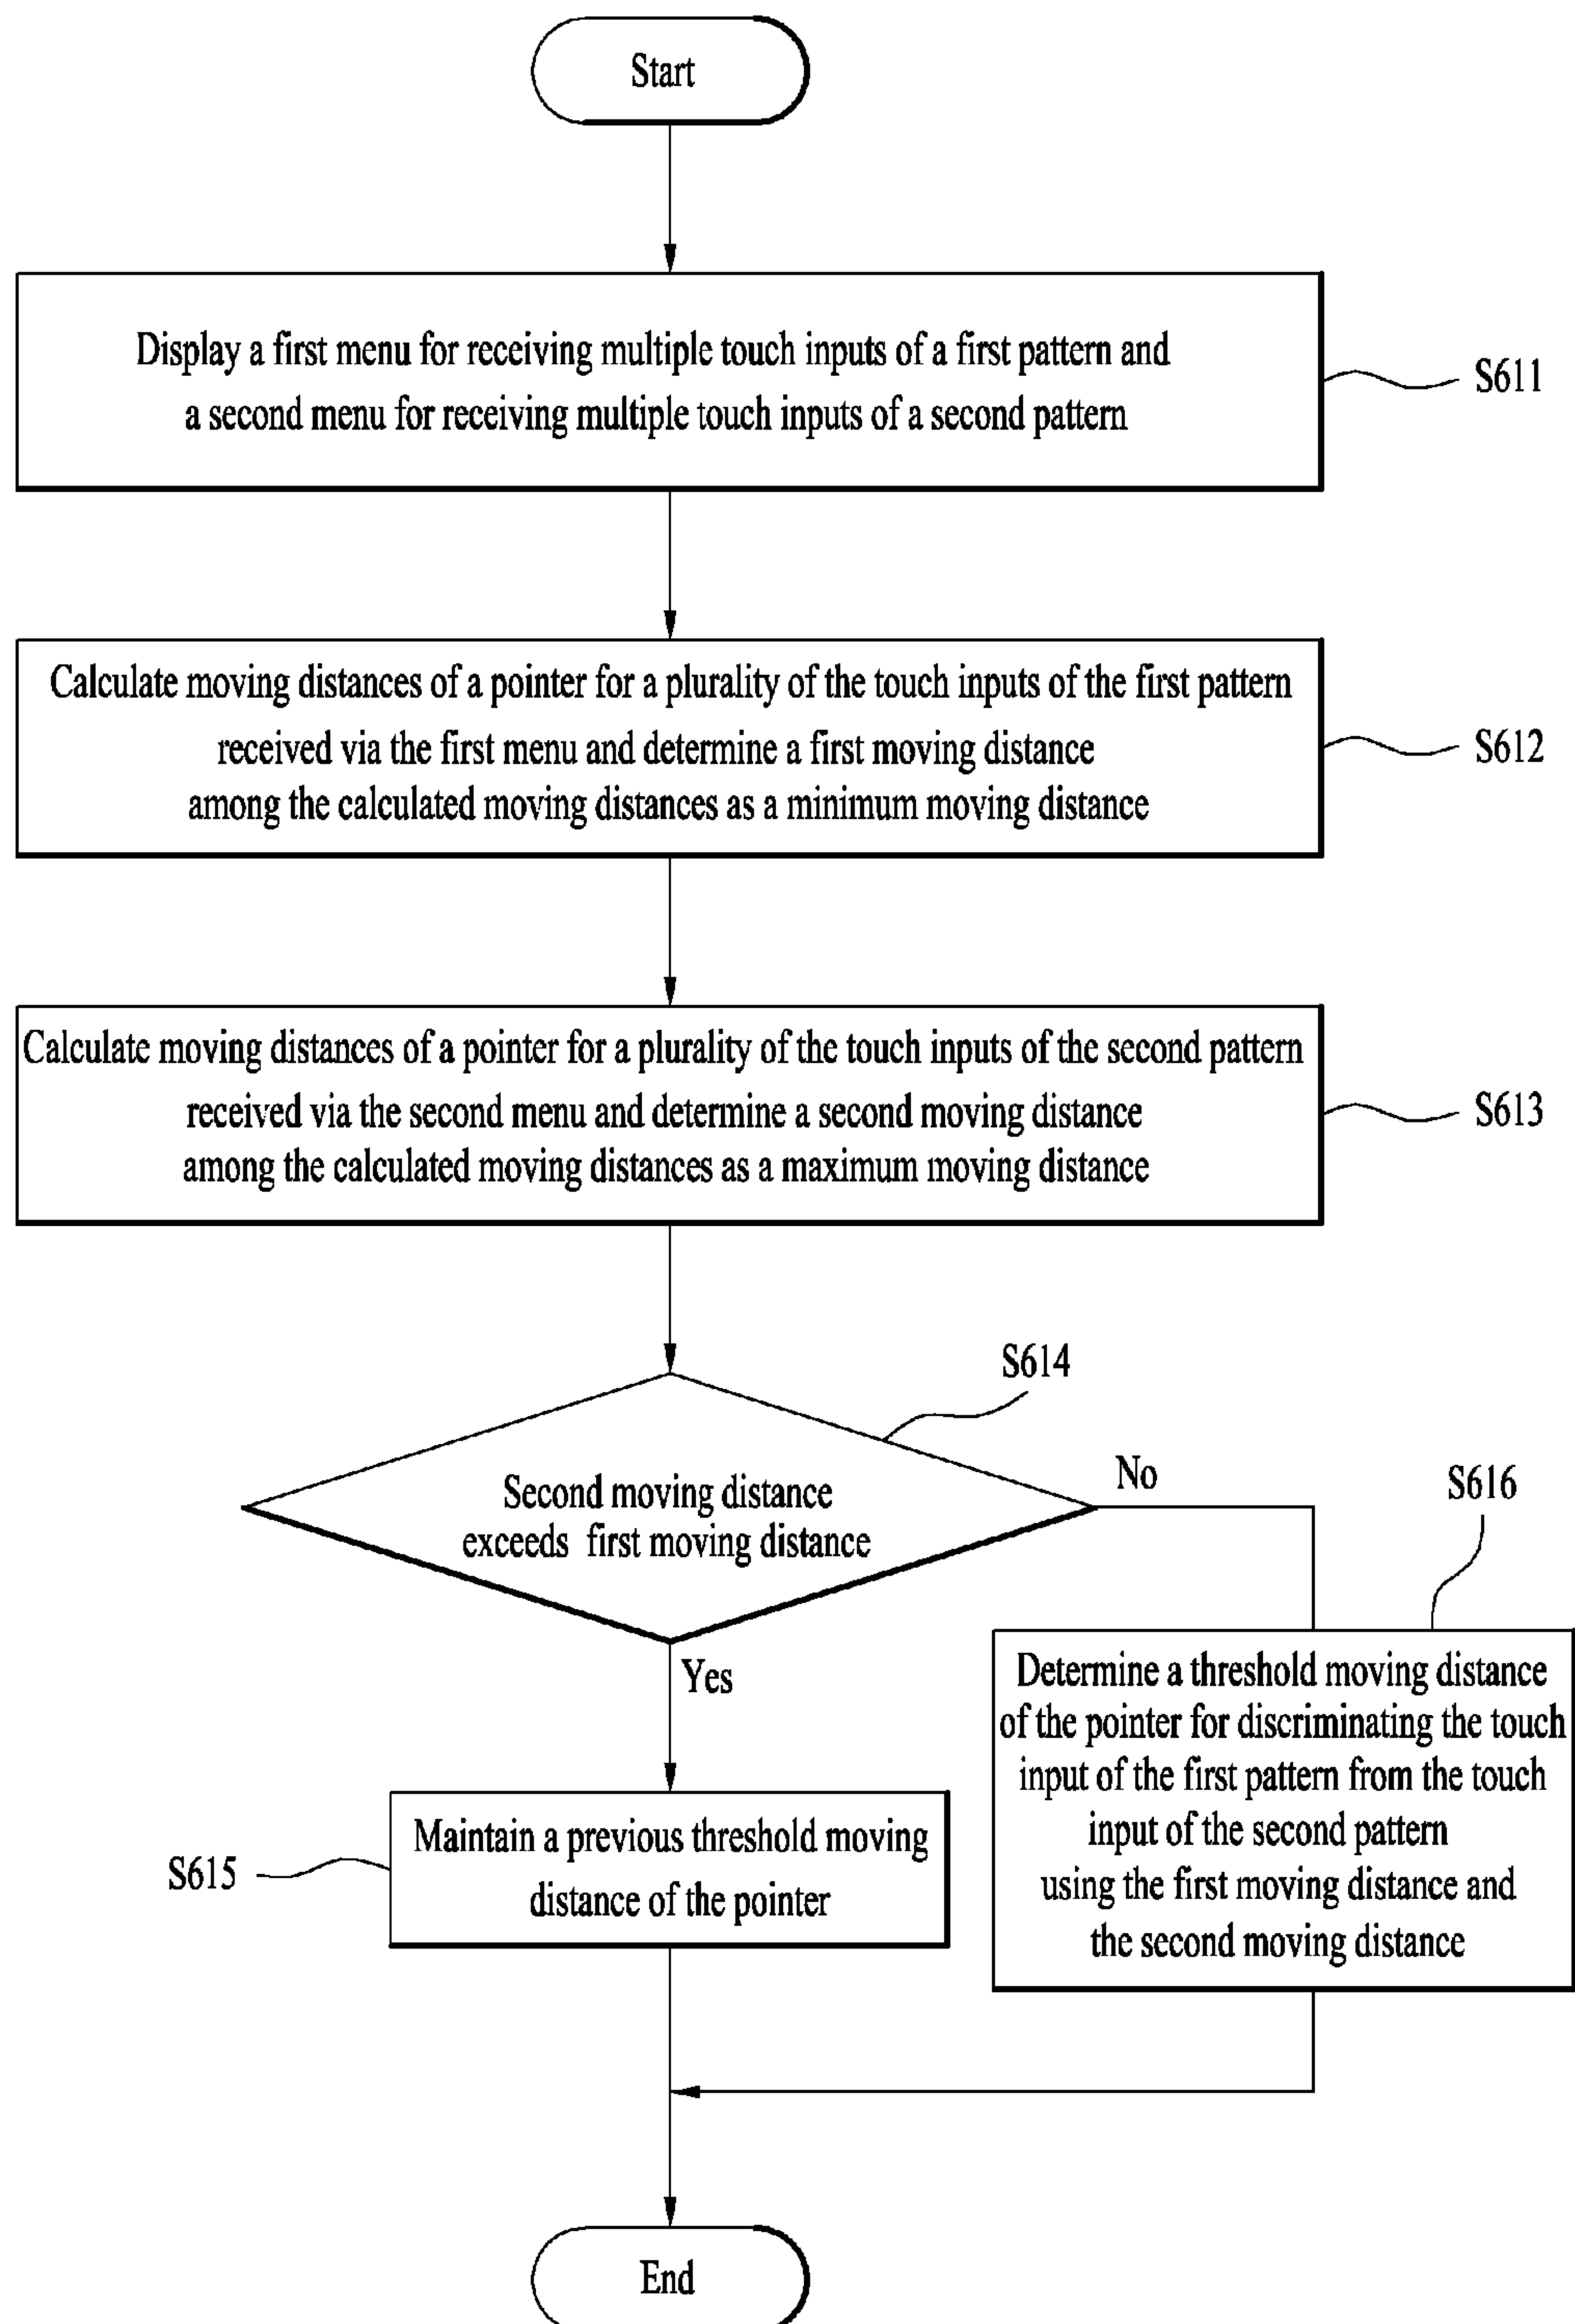 Start
Display a first menu for receiving multiple touch inputs of a first pattern and
a second menu for receiving multiple touch inputs of a second pattern
S611
Calculate moving distances of a pointer for a plurality of the touch inputs of the first pattern
received via the first menu and determine a first moving distance
among the calculated moving distances as a minimum moving distance
S612
Calculate moving distances of a pointer for a plurality of the touch inputs of the second pattern
received via the second menu and determine a second moving distance
among the calculated moving distances as a maximum moving distance
S613
S614
Second moving distance
exceeds first moving distance
No
Yes
S616
Determine a threshold moving distance
of the pointer for discriminating the touch
input of the first pattern from the touch
input of the second pattern
using the first moving distance and
the second moving distance
S615
Maintain a previous threshold moving
distance of the pointer
End